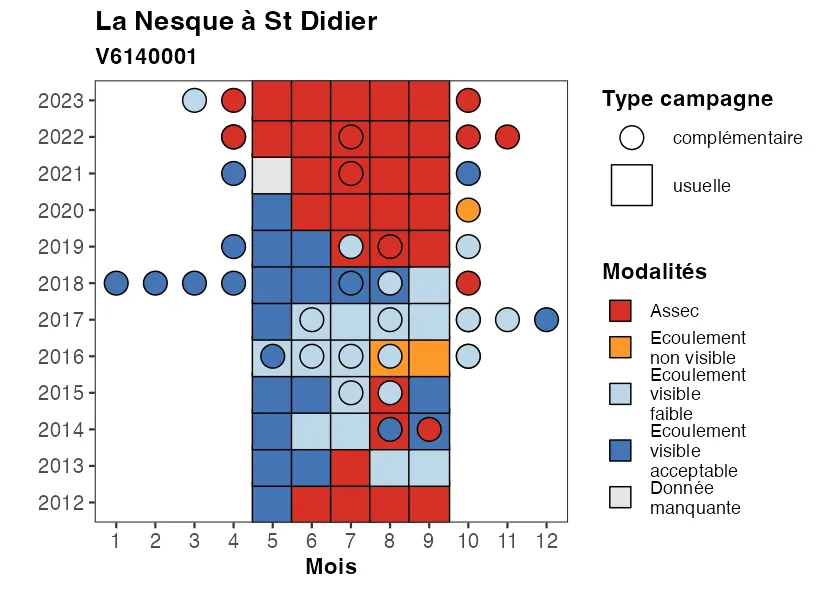 La Nesque à St Didier
V6140001
2023
2022
2021
2020
2019
2018
2017
2016
2015
2014
2013
2012
1 2 3 4 5 6 7 8 9 10 11 12
Mois
Type campagne
complémentaire
usuelle
Modalités
Assec
Ecoulement
non visible
Ecoulement
visible
faible
Ecoulement
visible
acceptable
Donnée
manquante